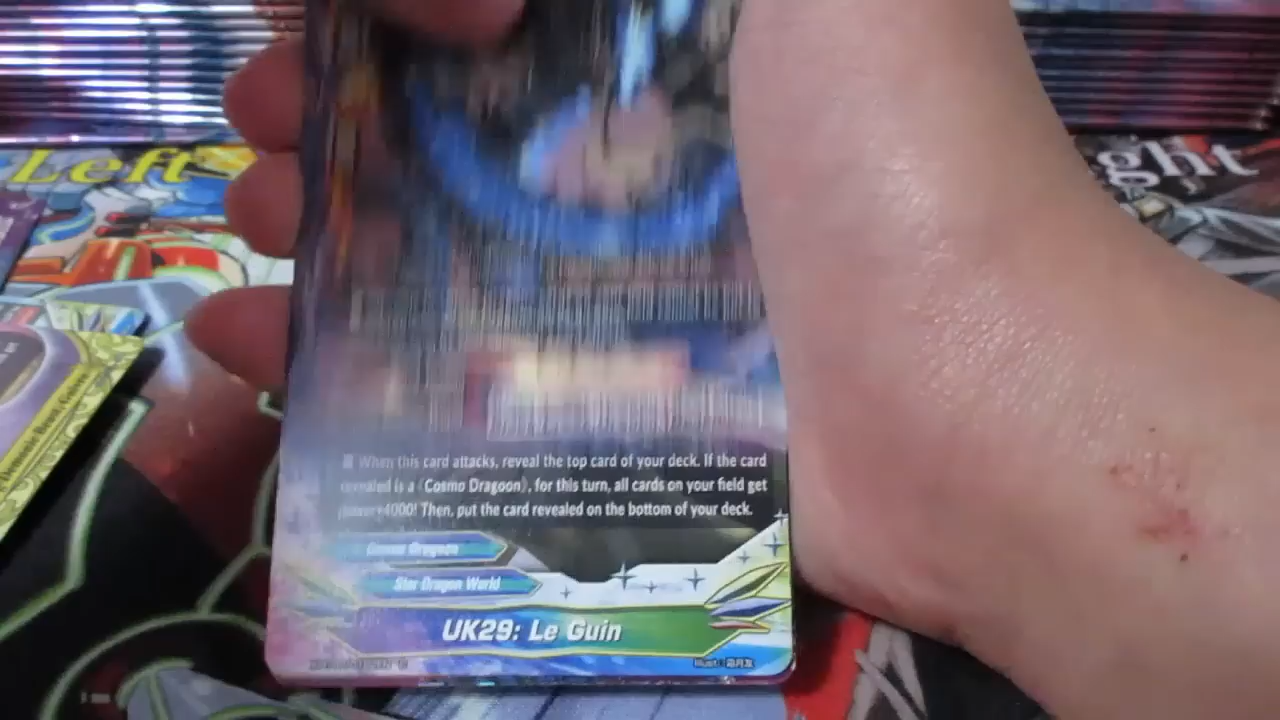 Left
ght
When this card attacks, reveal the top card of your deck. If the card
revealed is a 《Cosmo Dragoon》, for this turn, all cards on your field get
power+4000! Then, put the card revealed on the bottom of your deck.
Cosmo Dragoon
Star Dragon World
UK29: Le Guin
Illust: